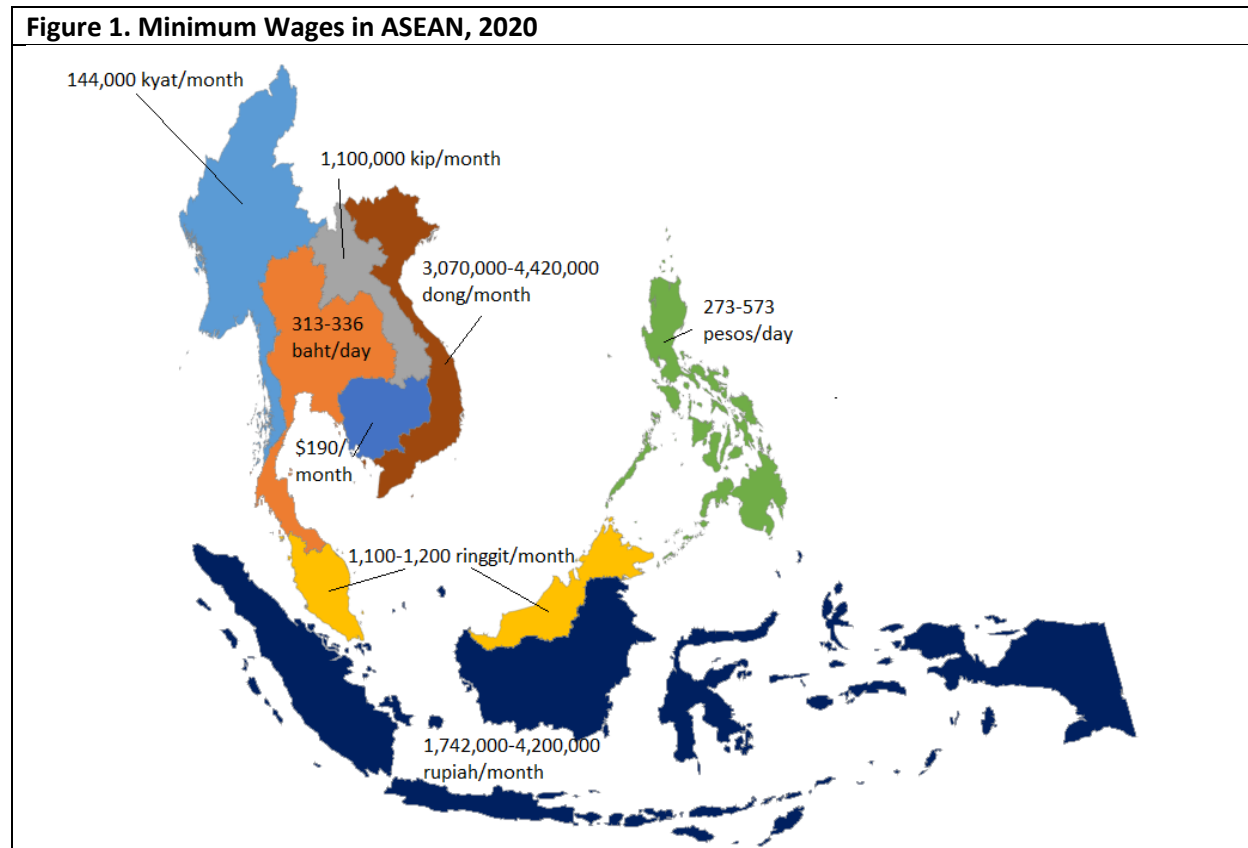 Figure 1. Minimum Wages in ASEAN, 2020
144,000 kyat/month
1,100,000 kip/month
3,070,000-4,420,000
dong/month
273-573
pesos/day
313-336
baht/day
$190/
month
1,100-1,200 ringgit/month
1,742,000-4,200,000
rupiah/month